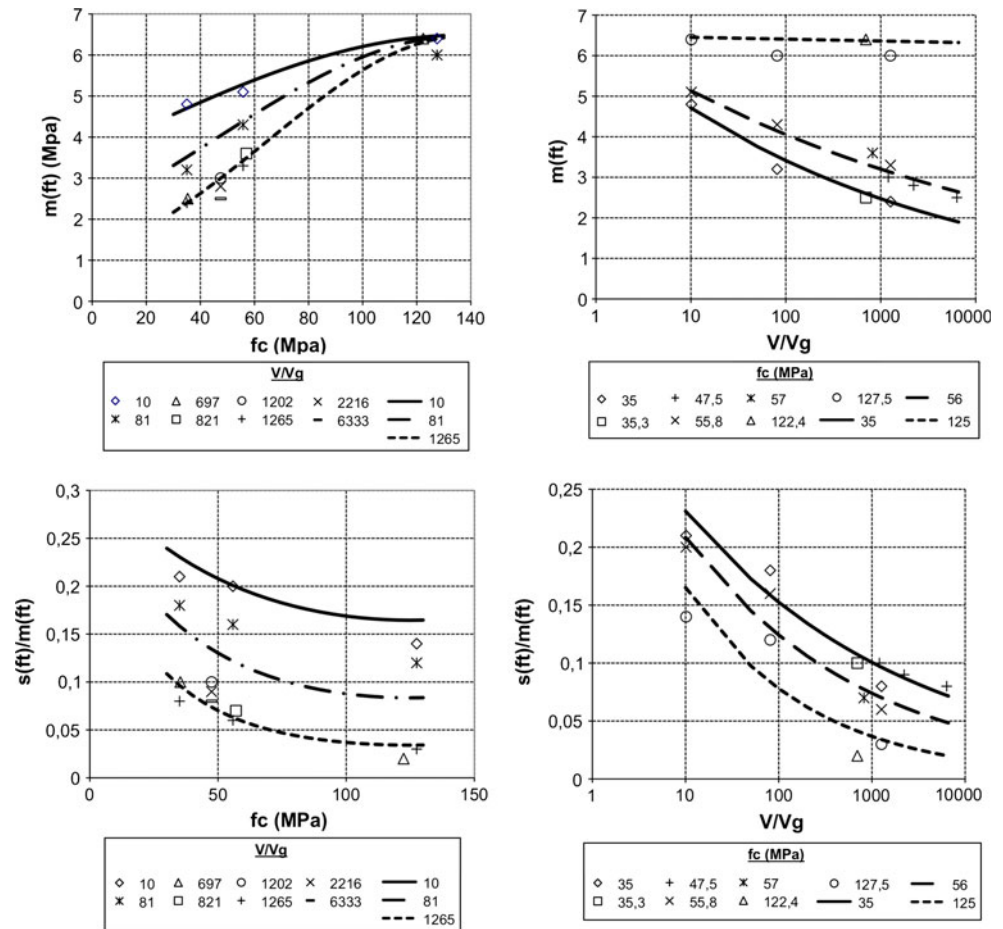 7
6
5
4
3
2
1
0
m(ft) (Mpa)
0 20 40 60 80 100 120 140
fc (Mpa)
V/Vg
10 697 1202 2216 10
81 821 1265 6333 81
1265
7
6
5
4
3
2
1
0
m(ft)
1 10 100 1000 10000
V/Vg
fc (MPa)
35 47,5 57 127,5 56
35,3 55,8 122,4 35 125
0,3
0,25
0,2
0,15
0,1
0,05
0
s(ft)/m(ft)
0 50 100 150
fc (MPa)
V/Vg
10 697 1202 2216 10
81 821 1265 6333 81
1265
0,25
0,2
0,15
0,1
0,05
0
s(ft)/m(ft)
1 10 100 1000 10000
V/Vg
fc (MPa)
35 47,5 57 127,5 56
35,3 55,8 122,4 35 125